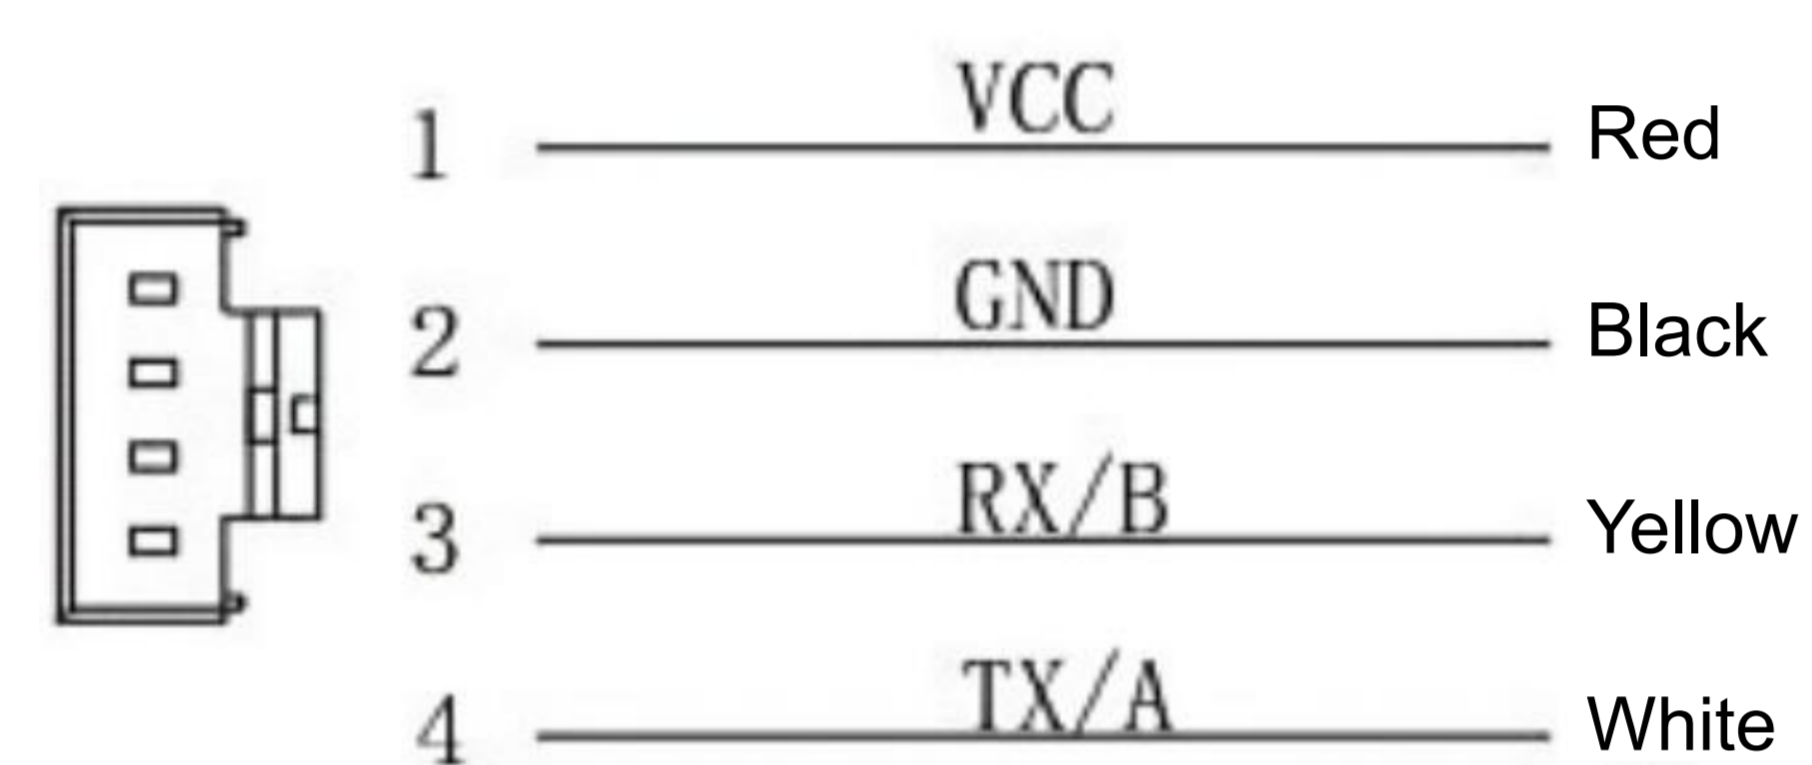 1 VCC Red
2 GND Black
3 RX/B Yellow
4 TX/A White